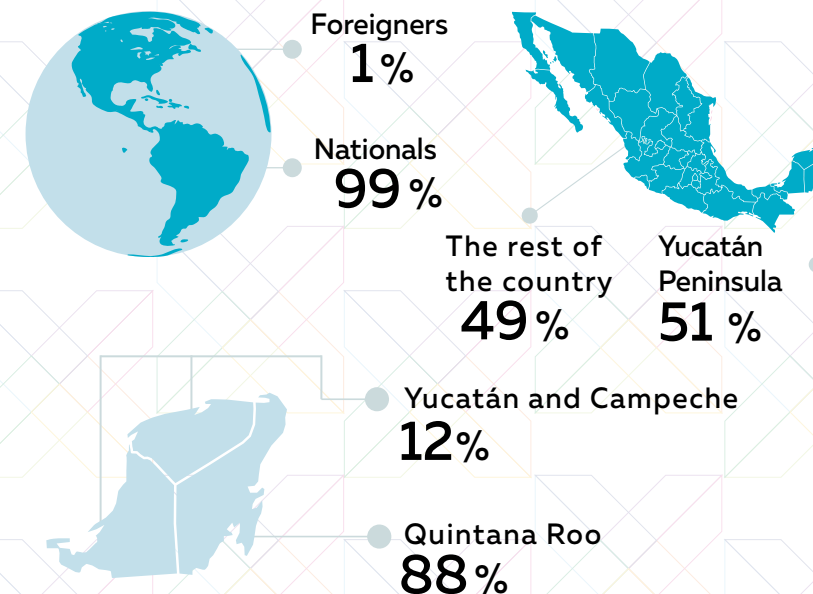 Foreigners
1%
Nationals
99%
The rest of
the country
49%
Yucatán
Peninsula
51 %
Yucatán and Campeche
12%
Quintana Roo
88%